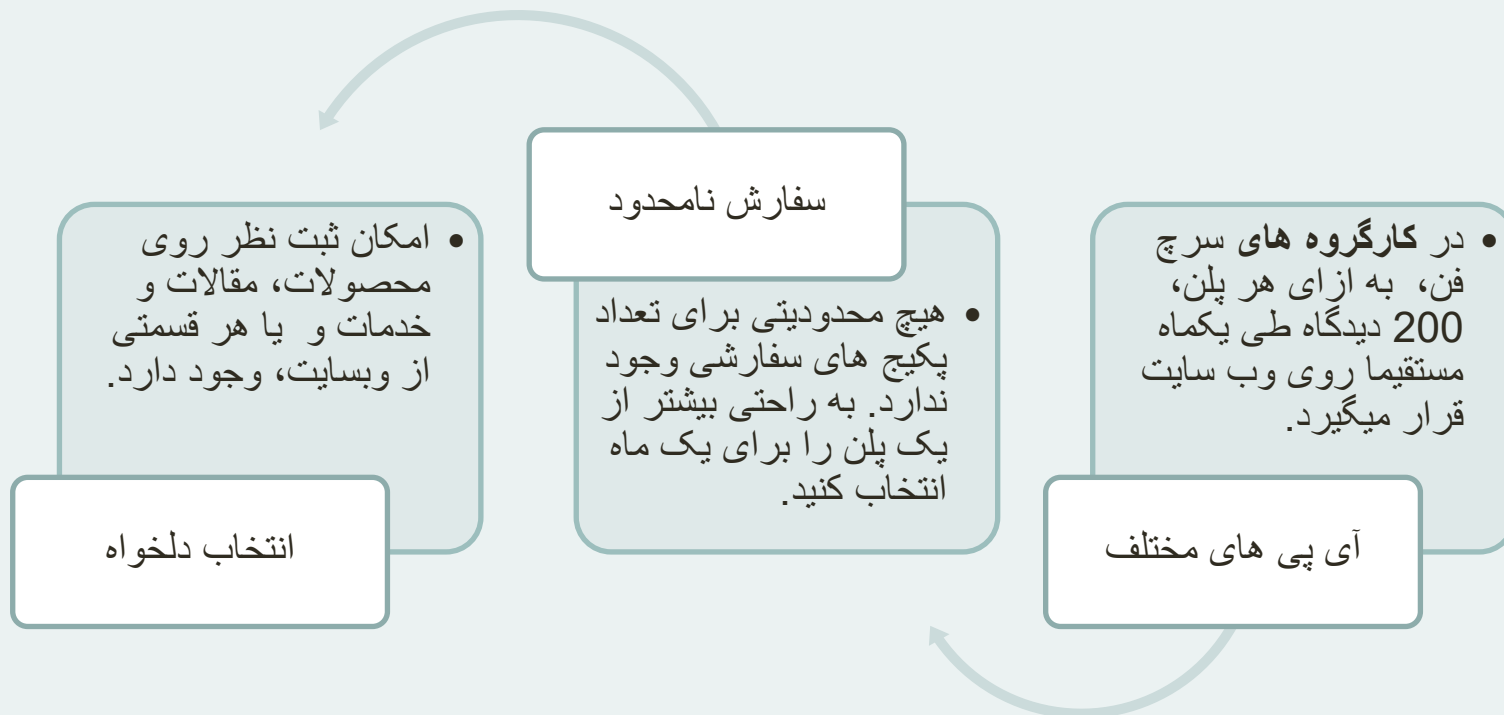 • در کارگروه های سرچ
فن،  به ازای هر پلن،
200 دیدگاه طی یکماه
مستقیما روی وب سایت
قرار میگیرد.
آی پی های مختلف
سفارش نامحدود
• هیچ محدودیتی برای تعداد
پکیج های سفارشی وجود
ندارد. به راحتی بیشتر از
یک پلن را برای یک ماه
انتخاب کنید.
• امکان ثبت نظر روی
محصولات، مقالات و
خدمات و  یا هر قسمتی
از وبسایت، وجود دارد.
انتخاب دلخواه